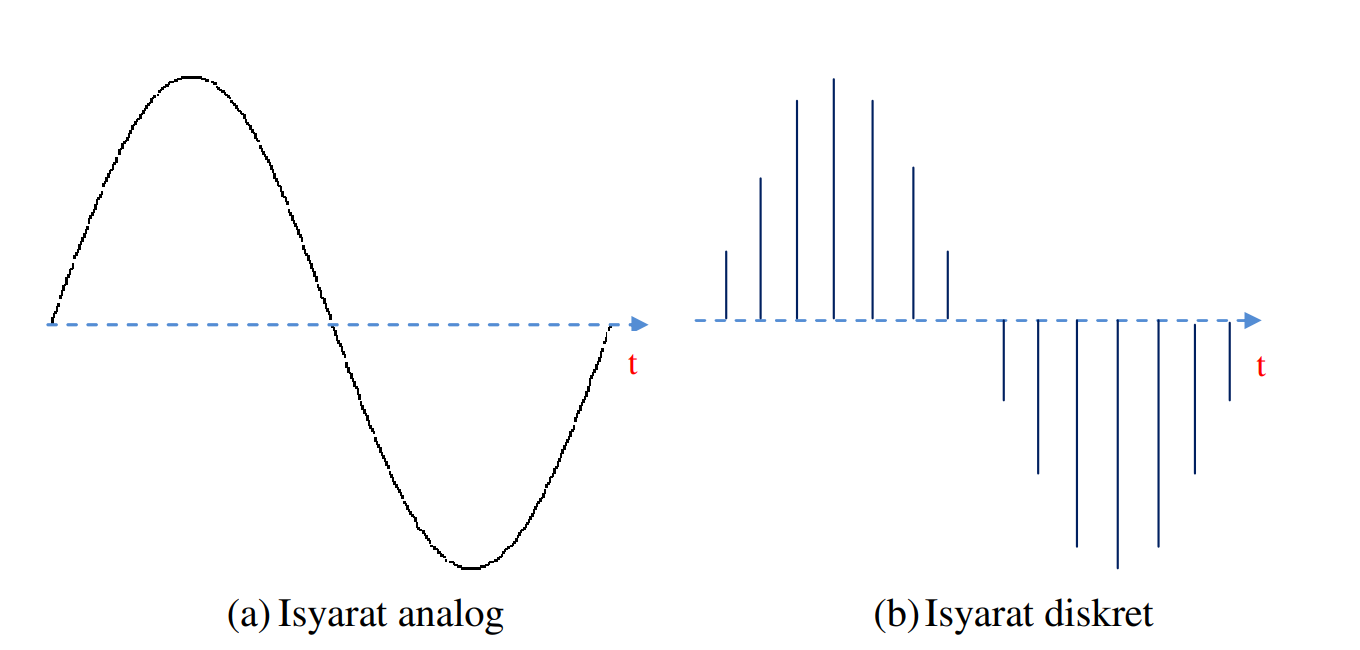 t
t
(a) Isyarat analog
(b) Isyarat diskret